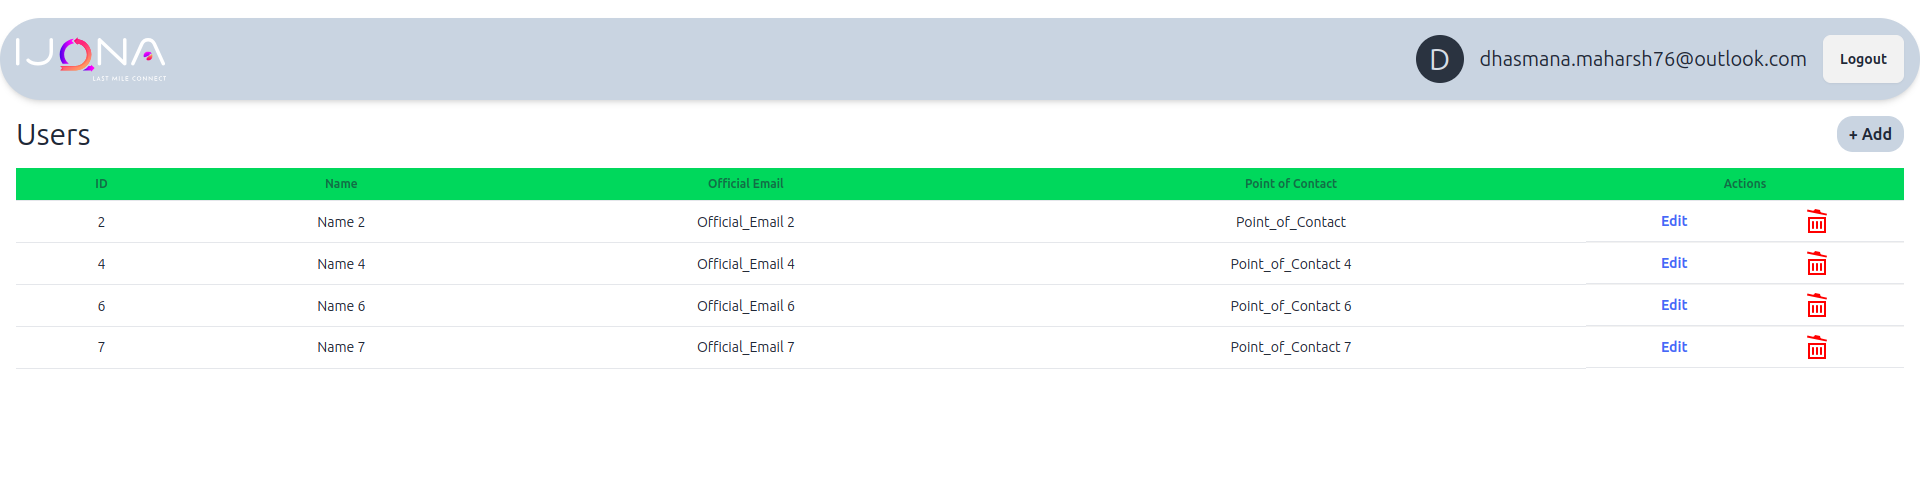 IJONA
LAST MILE CONNECT
D dhasmana.maharsh76@outlook.com Logout
Users + Add
ID Name Official Email Point of Contact Actions
2 Name 2 Official_Email 2 Point_of_Contact Edit
4 Name 4 Official_Email 4 Point_of_Contact 4 Edit
6 Name 6 Official_Email 6 Point_of_Contact 6 Edit
7 Name 7 Official_Email 7 Point_of_Contact 7 Edit